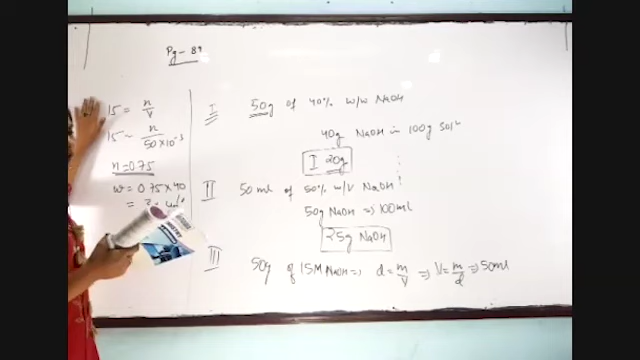 Pg - 89
15 = n/V
15 = n/50×10⁻³
n = 0.75
w = 0.75×40
I 50g of 40% w/w NaOH
40g NaOH in 100g solⁿ
I 20g
II 50 ml of 50% w/V NaOH
50g NaOH ⇒ 100ml
25g NaOH
III 50g of 15M NaOH ⇒ d = m/V ⇒ V = m/d ⇒ 50ml